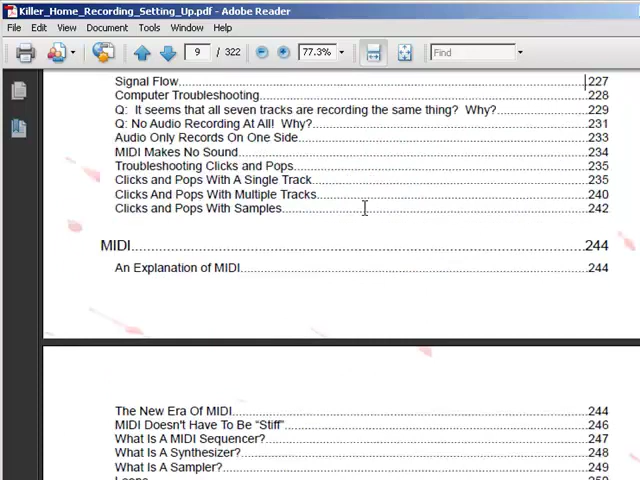 Killer_Home_Recording_Setting_Up.pdf - Adobe Reader
File Edit View Document Tools Window Help
9 / 322 77.3% Find
Signal Flow 227
Computer Troubleshooting 228
Q: It seems that all seven tracks are recording the same thing? Why? 229
Q: No Audio Recording At All! Why? 231
Audio Only Records On One Side 233
MIDI Makes No Sound 234
Troubleshooting Clicks and Pops 235
Clicks and Pops With A Single Track 235
Clicks And Pops With Multiple Tracks 240
Clicks and Pops With Samples 242
MIDI 244
An Explanation of MIDI 244
The New Era Of MIDI 244
MIDI Doesn't Have To Be “Stiff” 246
What Is A MIDI Sequencer? 247
What Is A Synthesizer? 248
What Is A Sampler? 249
Loops 250